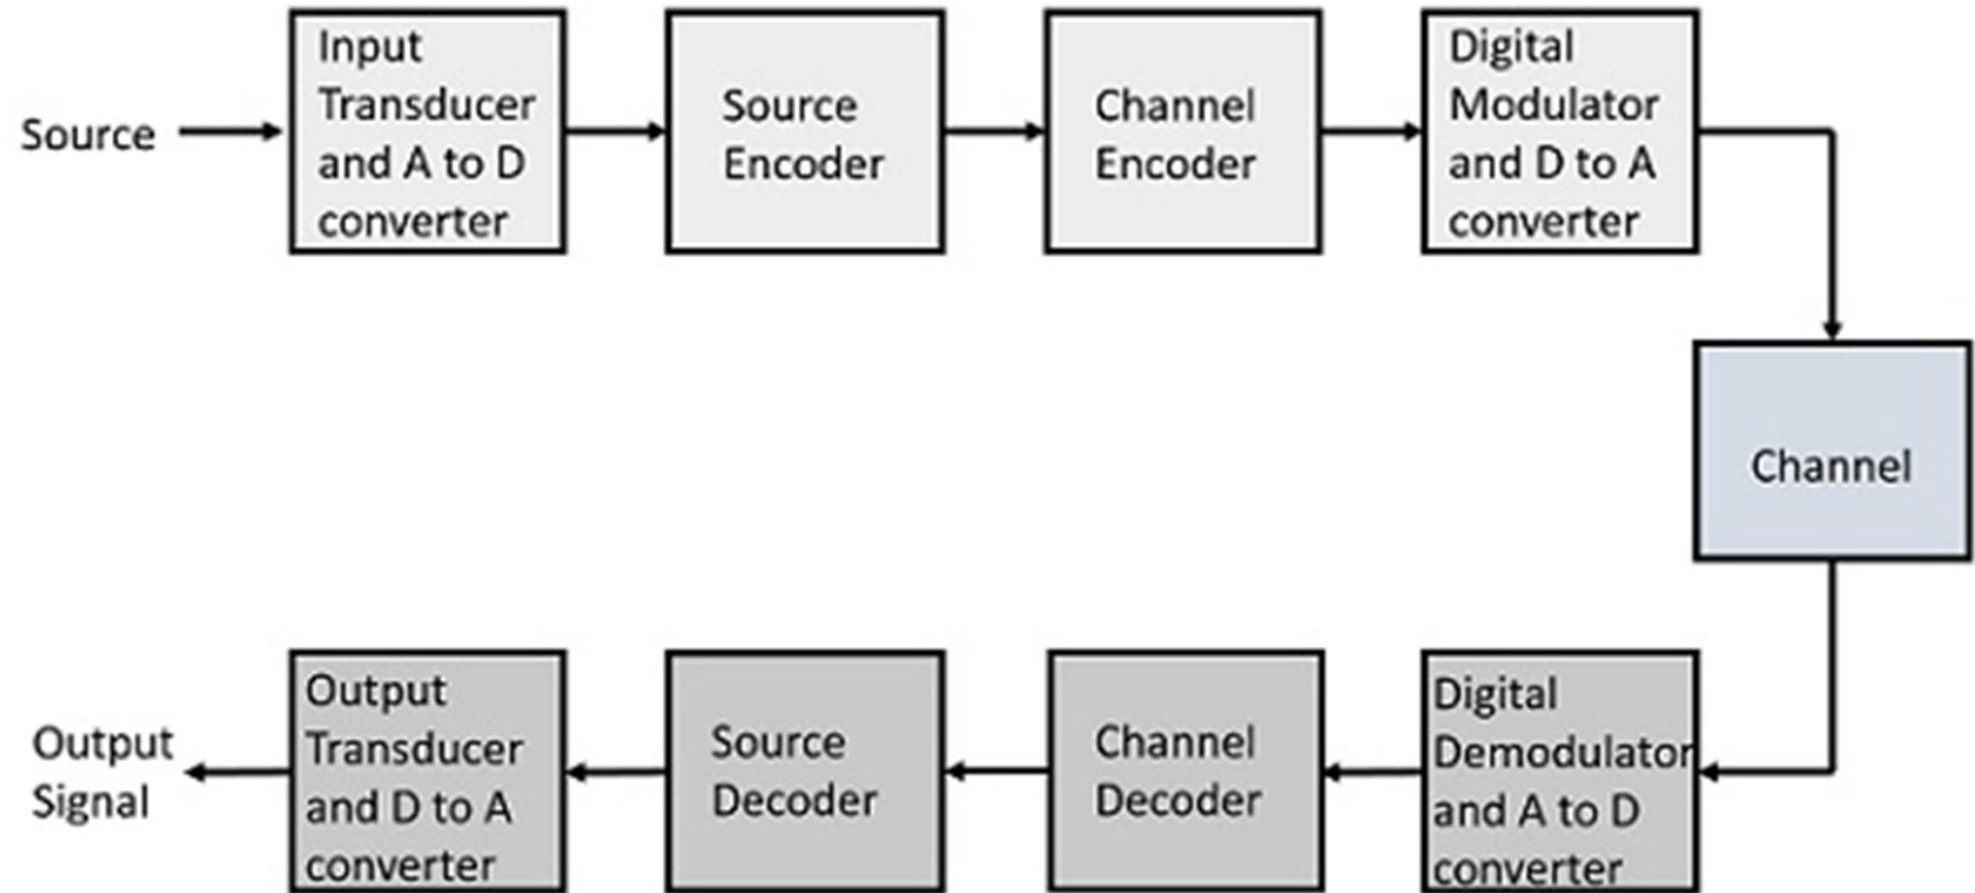 Source
Input
Transducer
and A to D
converter
Source
Encoder
Channel
Encoder
Digital
Modulator
and D to A
converter
Channel
Digital
Demodulator
and A to D
converter
Channel
Decoder
Source
Decoder
Output
Transducer
and D to A
converter
Output
Signal